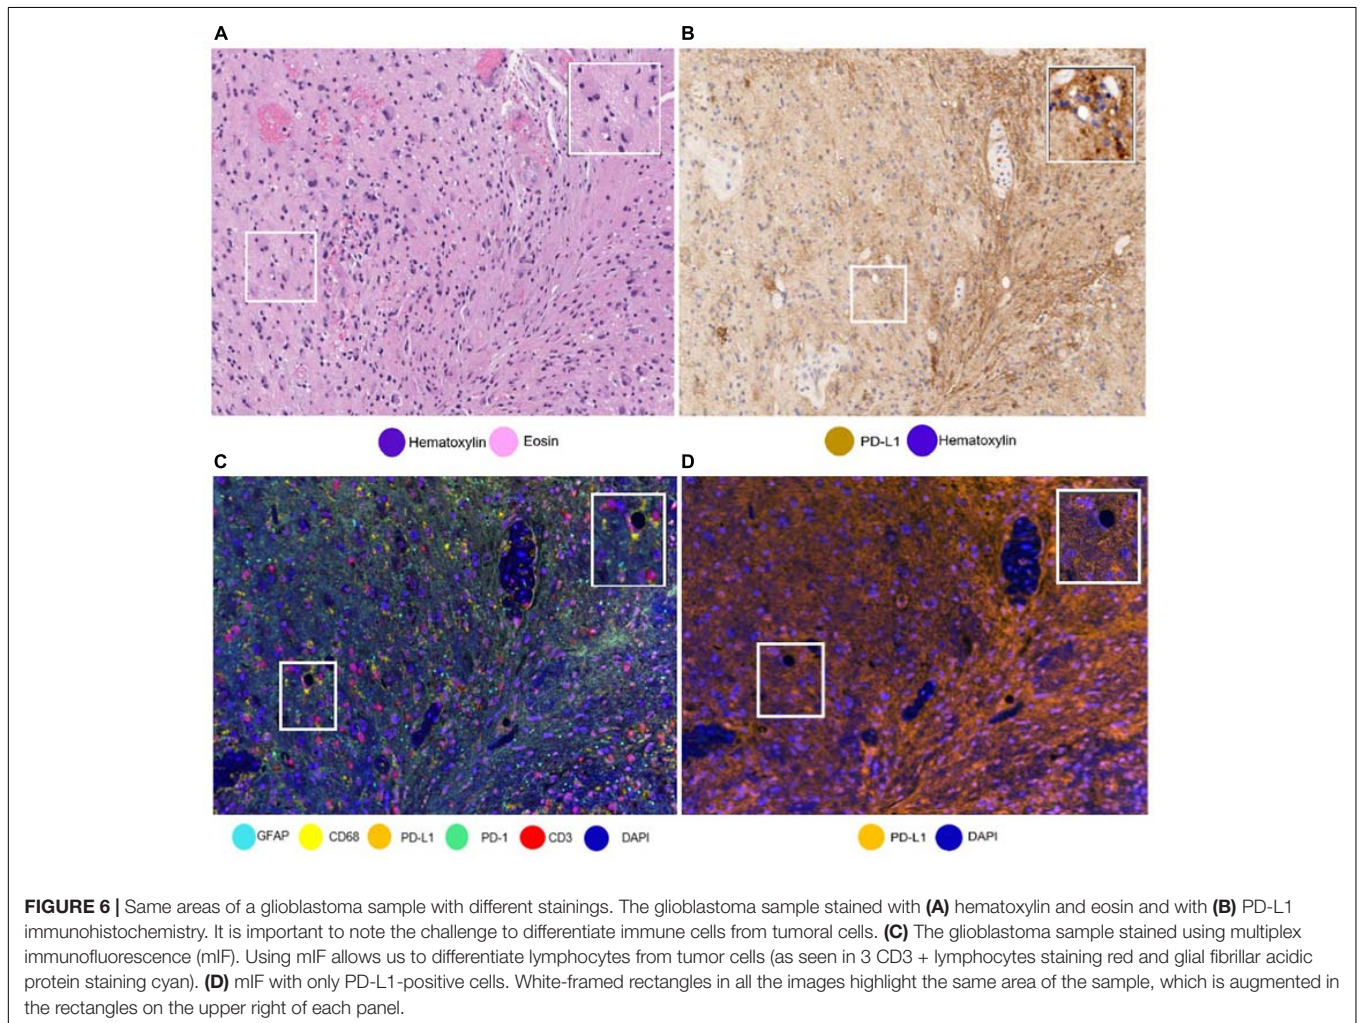 A
B
Hematoxylin Eosin
PD-L1 Hematoxylin
C
D
GFAP CD68 PD-L1 PD-1 CD3 DAPI
PD-L1 DAPI
FIGURE 6 | Same areas of a glioblastoma sample with different stainings. The glioblastoma sample stained with (A) hematoxylin and eosin and with (B) PD-L1
immunohistochemistry. It is important to note the challenge to differentiate immune cells from tumoral cells. (C) The glioblastoma sample stained using multiplex
immunofluorescence (mIF). Using mIF allows us to differentiate lymphocytes from tumor cells (as seen in 3 CD3 + lymphocytes staining red and glial fibrillar acidic
protein staining cyan). (D) mIF with only PD-L1-positive cells. White-framed rectangles in all the images highlight the same area of the sample, which is augmented in
the rectangles on the upper right of each panel.